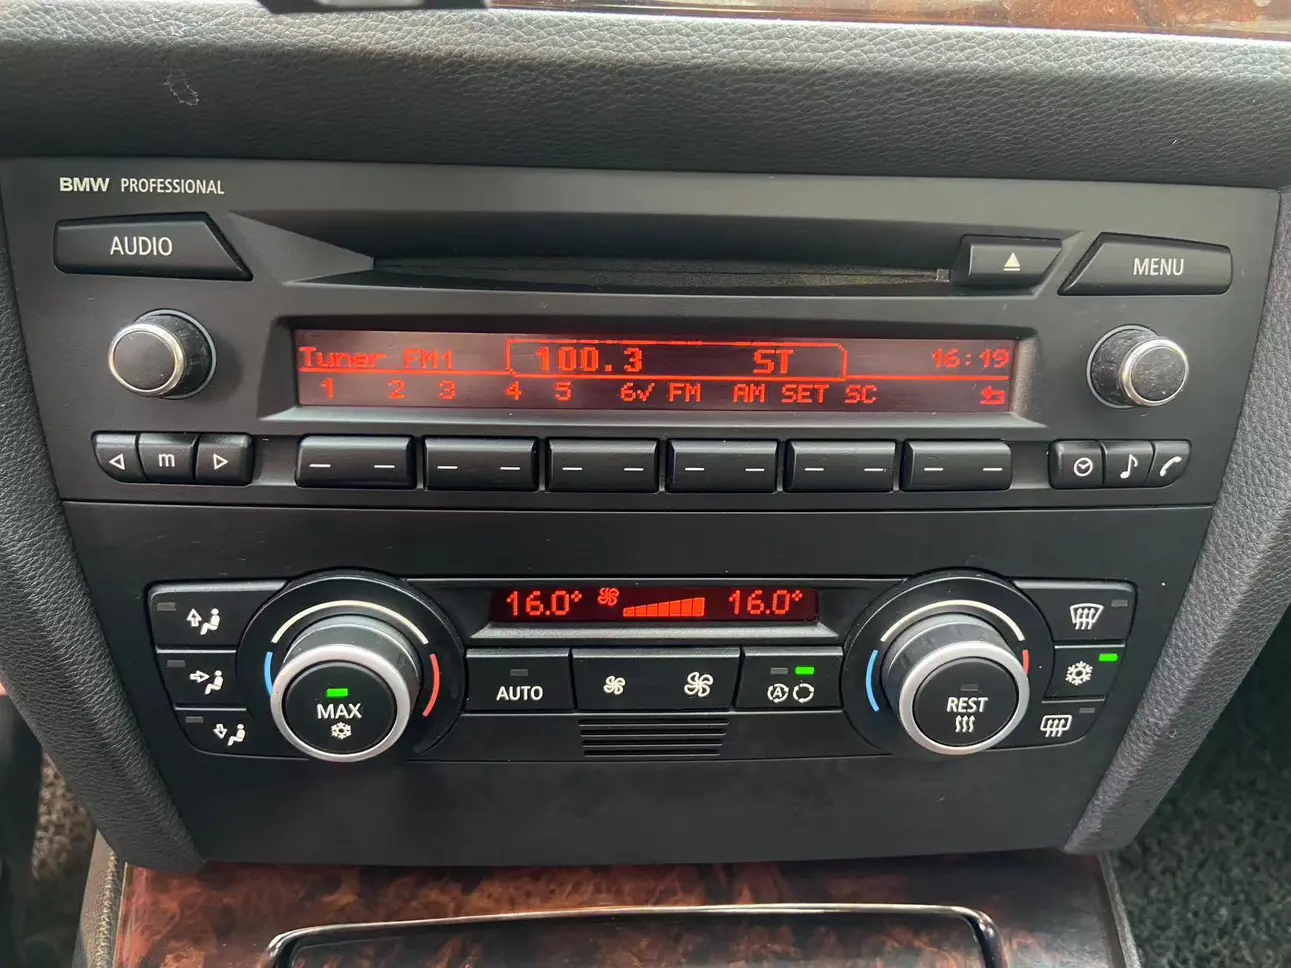 BMW PROFESSIONAL
AUDIO
MENU
Tuner FM1 100.3 ST 16:19
1 2 3 4 5 6✓ FM AM SET SC
m
16.0° 16.0°
AUTO
A
MAX
REST